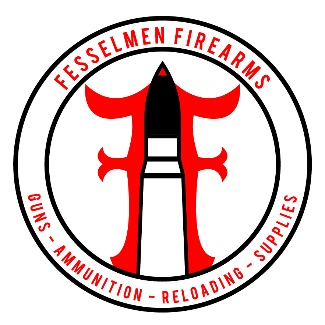 FESSELMEN FIREARMS
GUNS - AMMUNITION - RELOADING - SUPPLIES